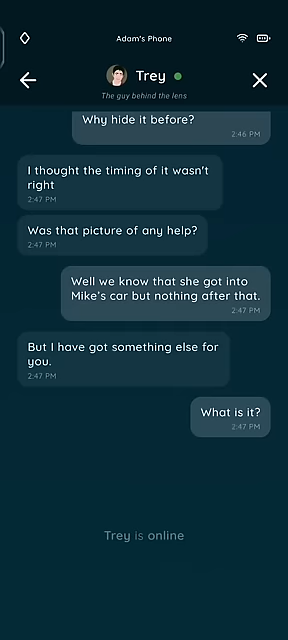 Adam's Phone
Trey
The guy behind the lens
Why hide it before?
2:46 PM
I thought the timing of it wasn't
right
2:47 PM
Was that picture of any help?
2:47 PM
Well we know that she got into
Mike's car but nothing after that.
2:47 PM
But I have got something else for
you.
2:47 PM
What is it?
2:47 PM
Trey is online